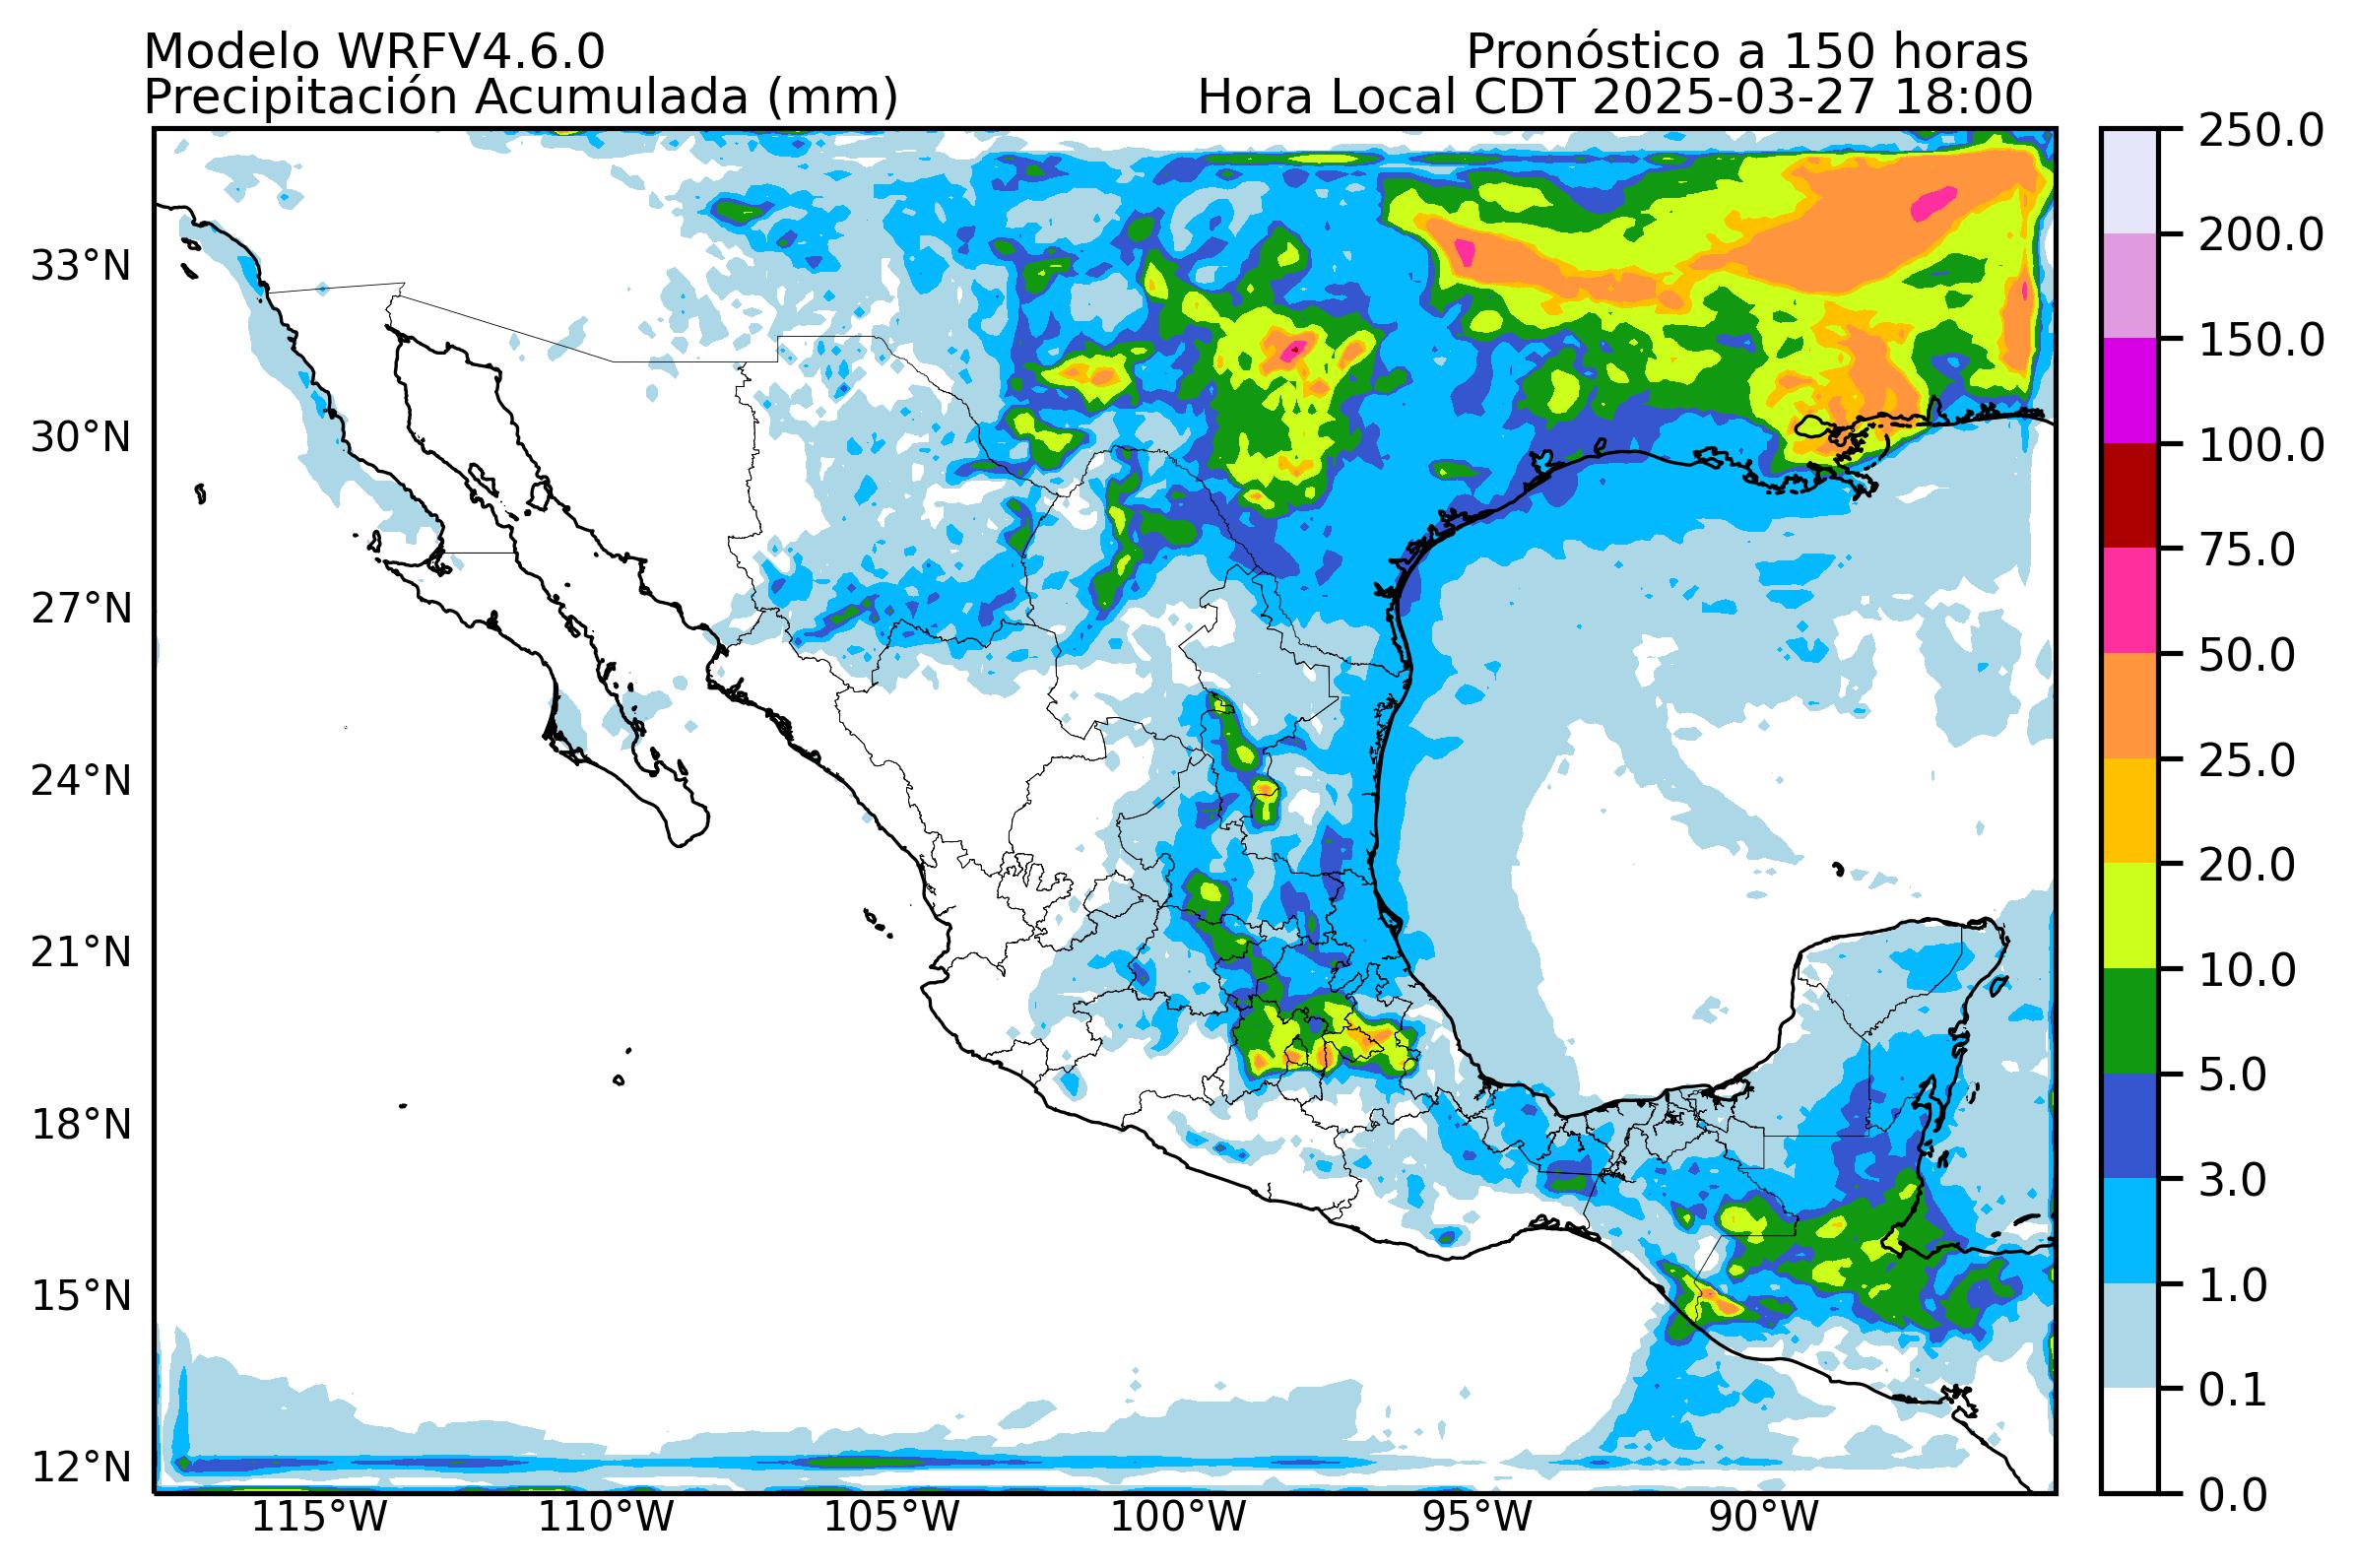 Modelo WRFV4.6.0
Pronóstico a 150 horas
Precipitación Acumulada (mm)
Hora Local CDT 2025-03-27 18:00
33°N
30°N
27°N
24°N
21°N
18°N
15°N
12°N
115°W
110°W
105°W
100°W
95°W
90°W
250.0
200.0
150.0
100.0
75.0
50.0
25.0
20.0
10.0
5.0
3.0
1.0
0.1
0.0